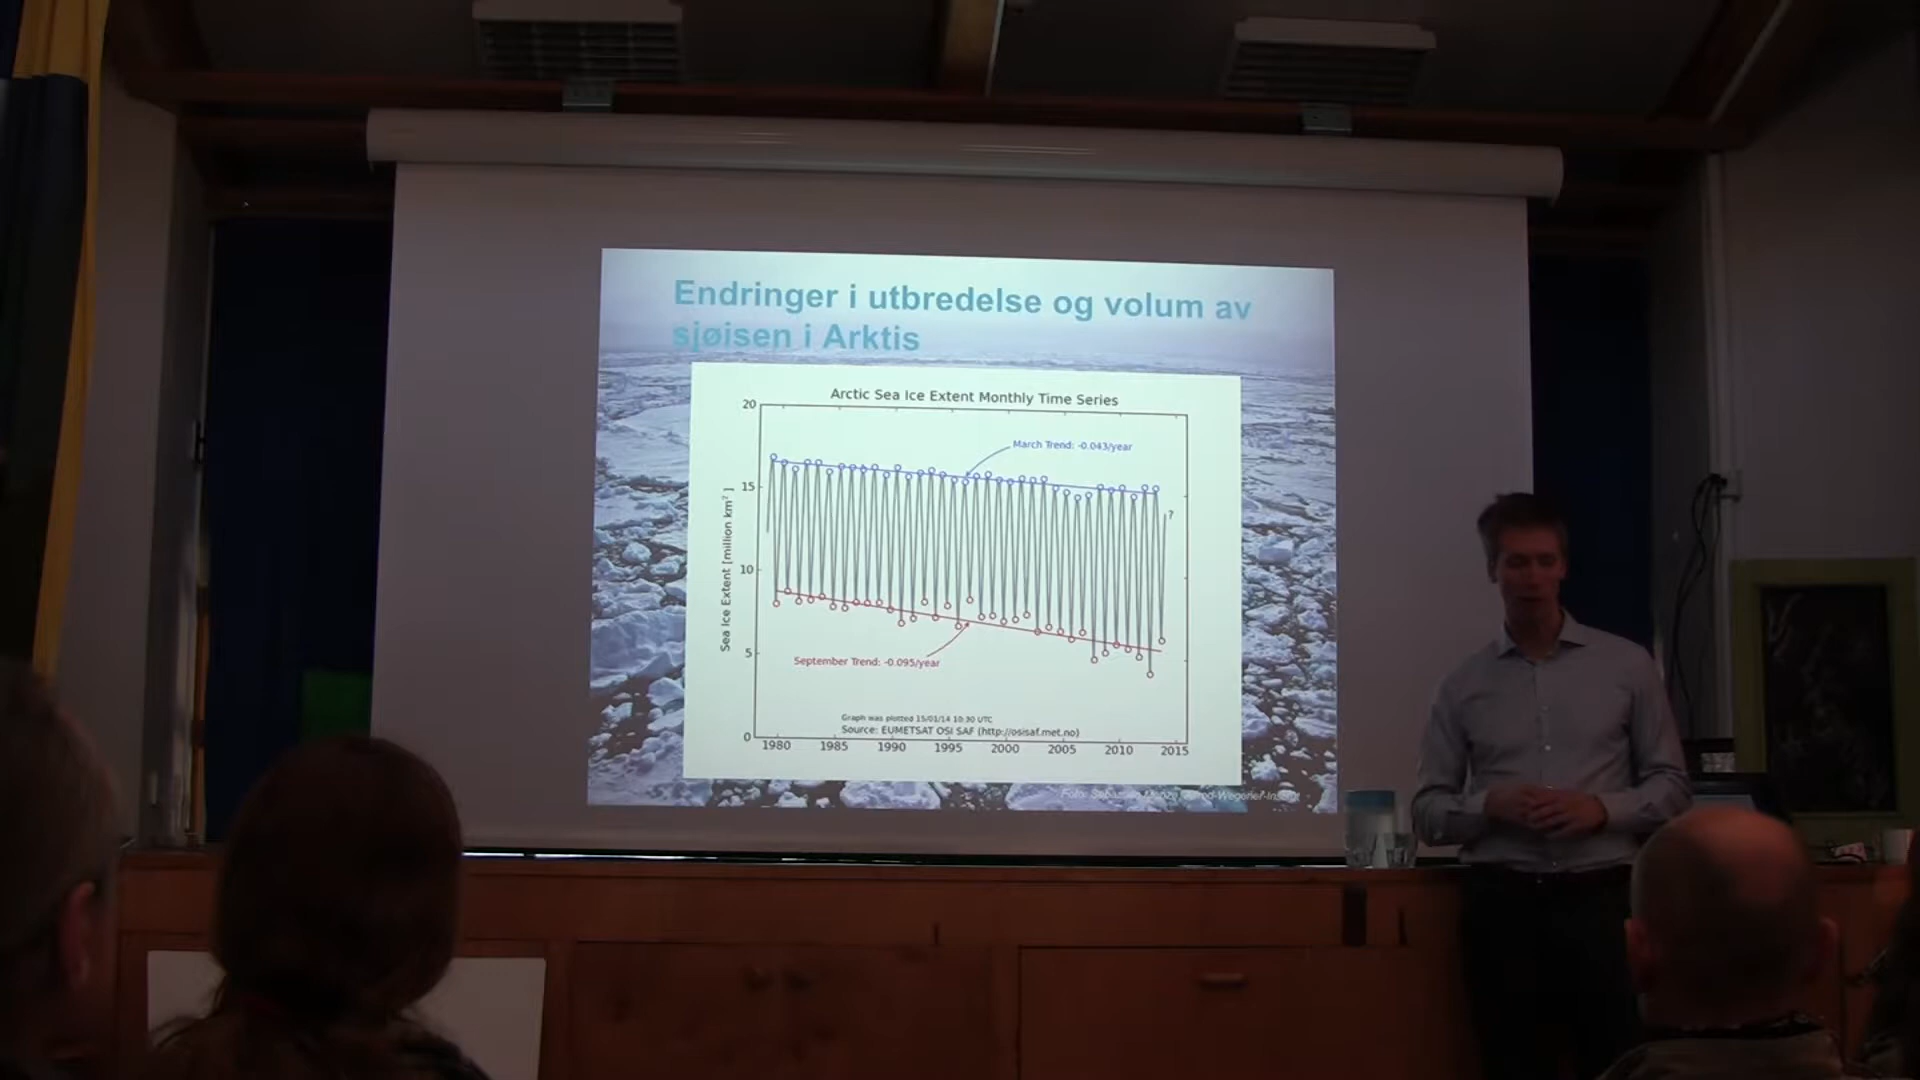 Endringer i utbredelse og volum av
sjøisen i Arktis
Arctic Sea Ice Extent Monthly Time Series
20
15
10
5
0
Sea Ice Extent [million km²]
March Trend: -0.043/year
?
September Trend: -0.095/year
Graph was plotted 15/01/14 10:30 UTC
Source: EUMETSAT OSI SAF (http://osisaf.met.no)
1980 1985 1990 1995 2000 2005 2010 2015
Foto: